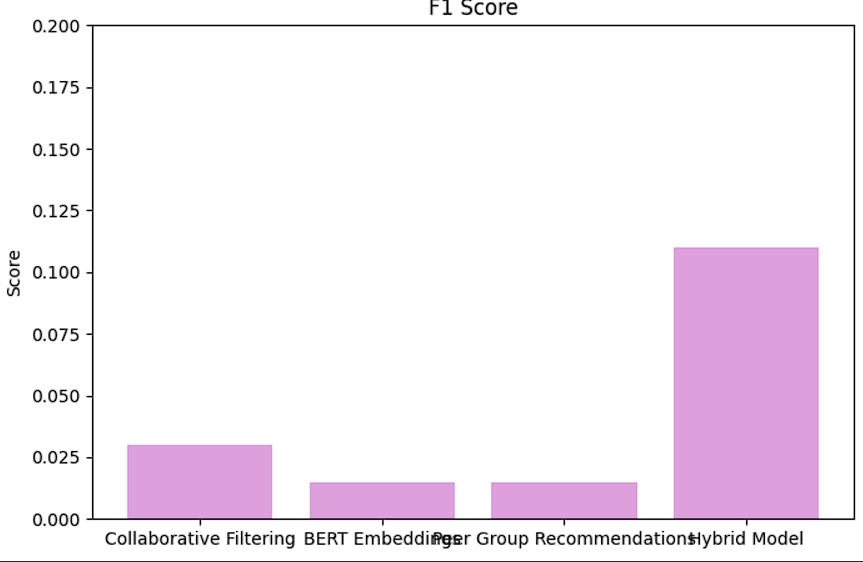 F1 Score
0.200
0.175
0.150
0.125
0.100
0.075
0.050
0.025
0.000
Score
Collaborative Filtering
BERT Embeddings
Peer Group Recommendations
Hybrid Model